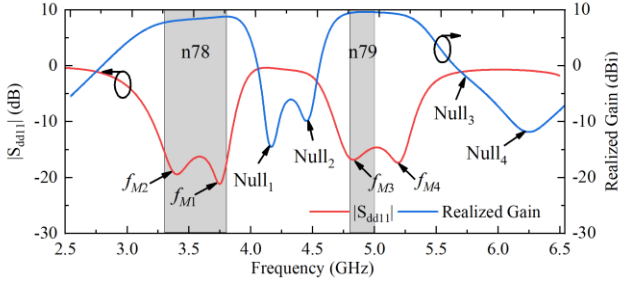 10
0
-10
-20
-30
|S_dd11| (dB)
n78
n79
Null_1
Null_2
Null_3
Null_4
f_M2
f_M1
f_M3
f_M4
|S_dd11|
Realized Gain
10
0
-10
-20
-30
Realized Gain (dBi)
2.5 3.0 3.5 4.0 4.5 5.0 5.5 6.0 6.5
Frequency (GHz)